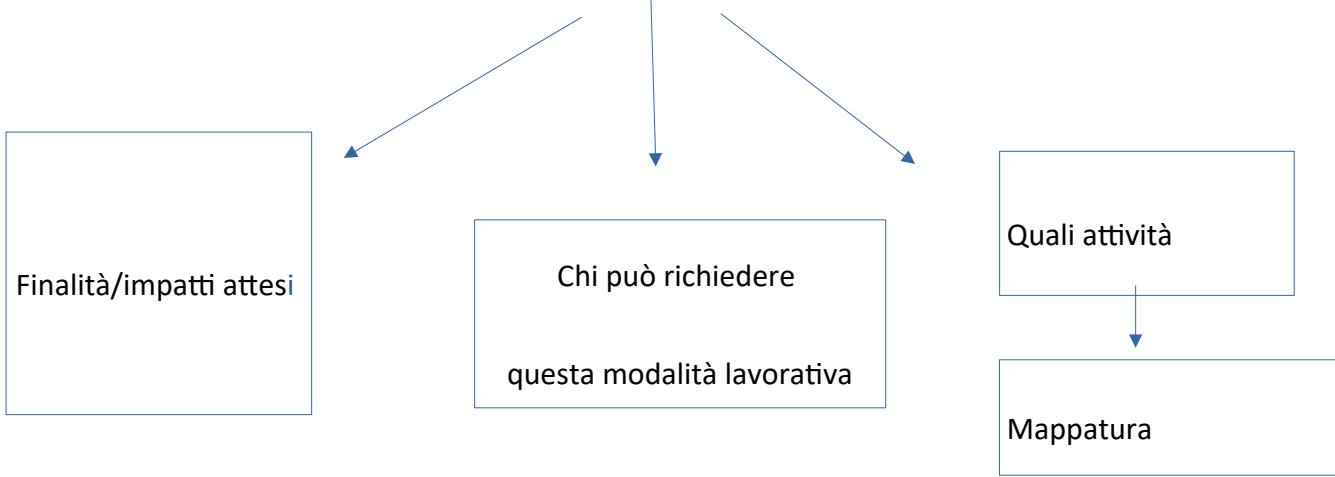 Finalità/impatti attesi
Chi può richiedere
questa modalità lavorativa
Quali attività
Mappatura